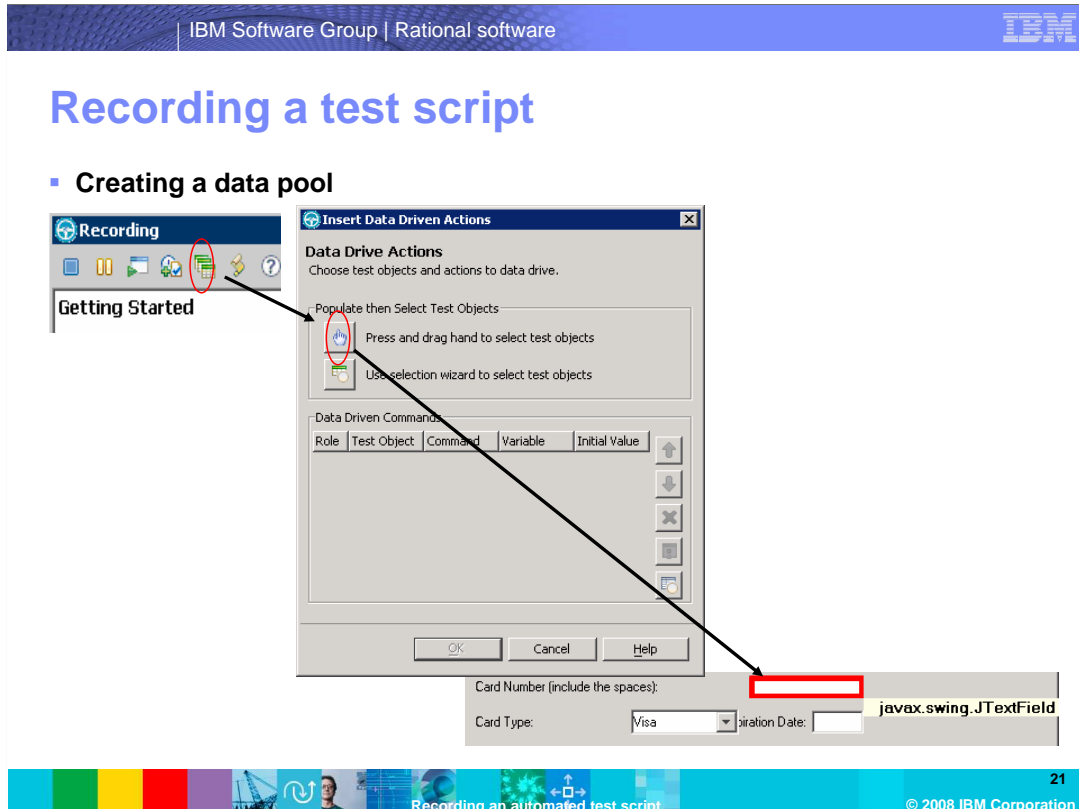 IBM Software Group | Rational software
IBM
Recording a test script
Creating a data pool
Recording
Getting Started
Insert Data Driven Actions
Data Drive Actions
Choose test objects and actions to data drive.
Populate then Select Test Objects
Press and drag hand to select test objects
Use selection wizard to select test objects
Data Driven Commands
Role Test Object Command Variable Initial Value
OK Cancel Help
Card Number (include the spaces):
javax.swing.JTextField
Card Type: Visa piration Date:
21
Recording an automated test script
© 2008 IBM Corporation